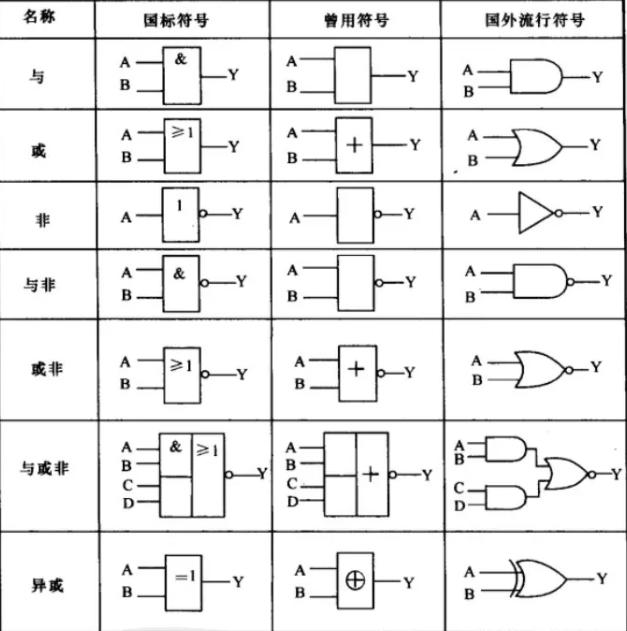 名称 国标符号 曾用符号 国外流行符号
与 A B & Y A B Y A B Y
或 A B ≥1 Y A B + Y A B Y
非 A 1 Y A Y A Y
与非 A B & Y A B Y A B Y
或非 A B ≥1 Y A B + Y A B Y
与或非 A B C D & ≥1 Y A B C D + Y A B C D Y
异或 A B =1 Y A B ⊕ Y A B Y